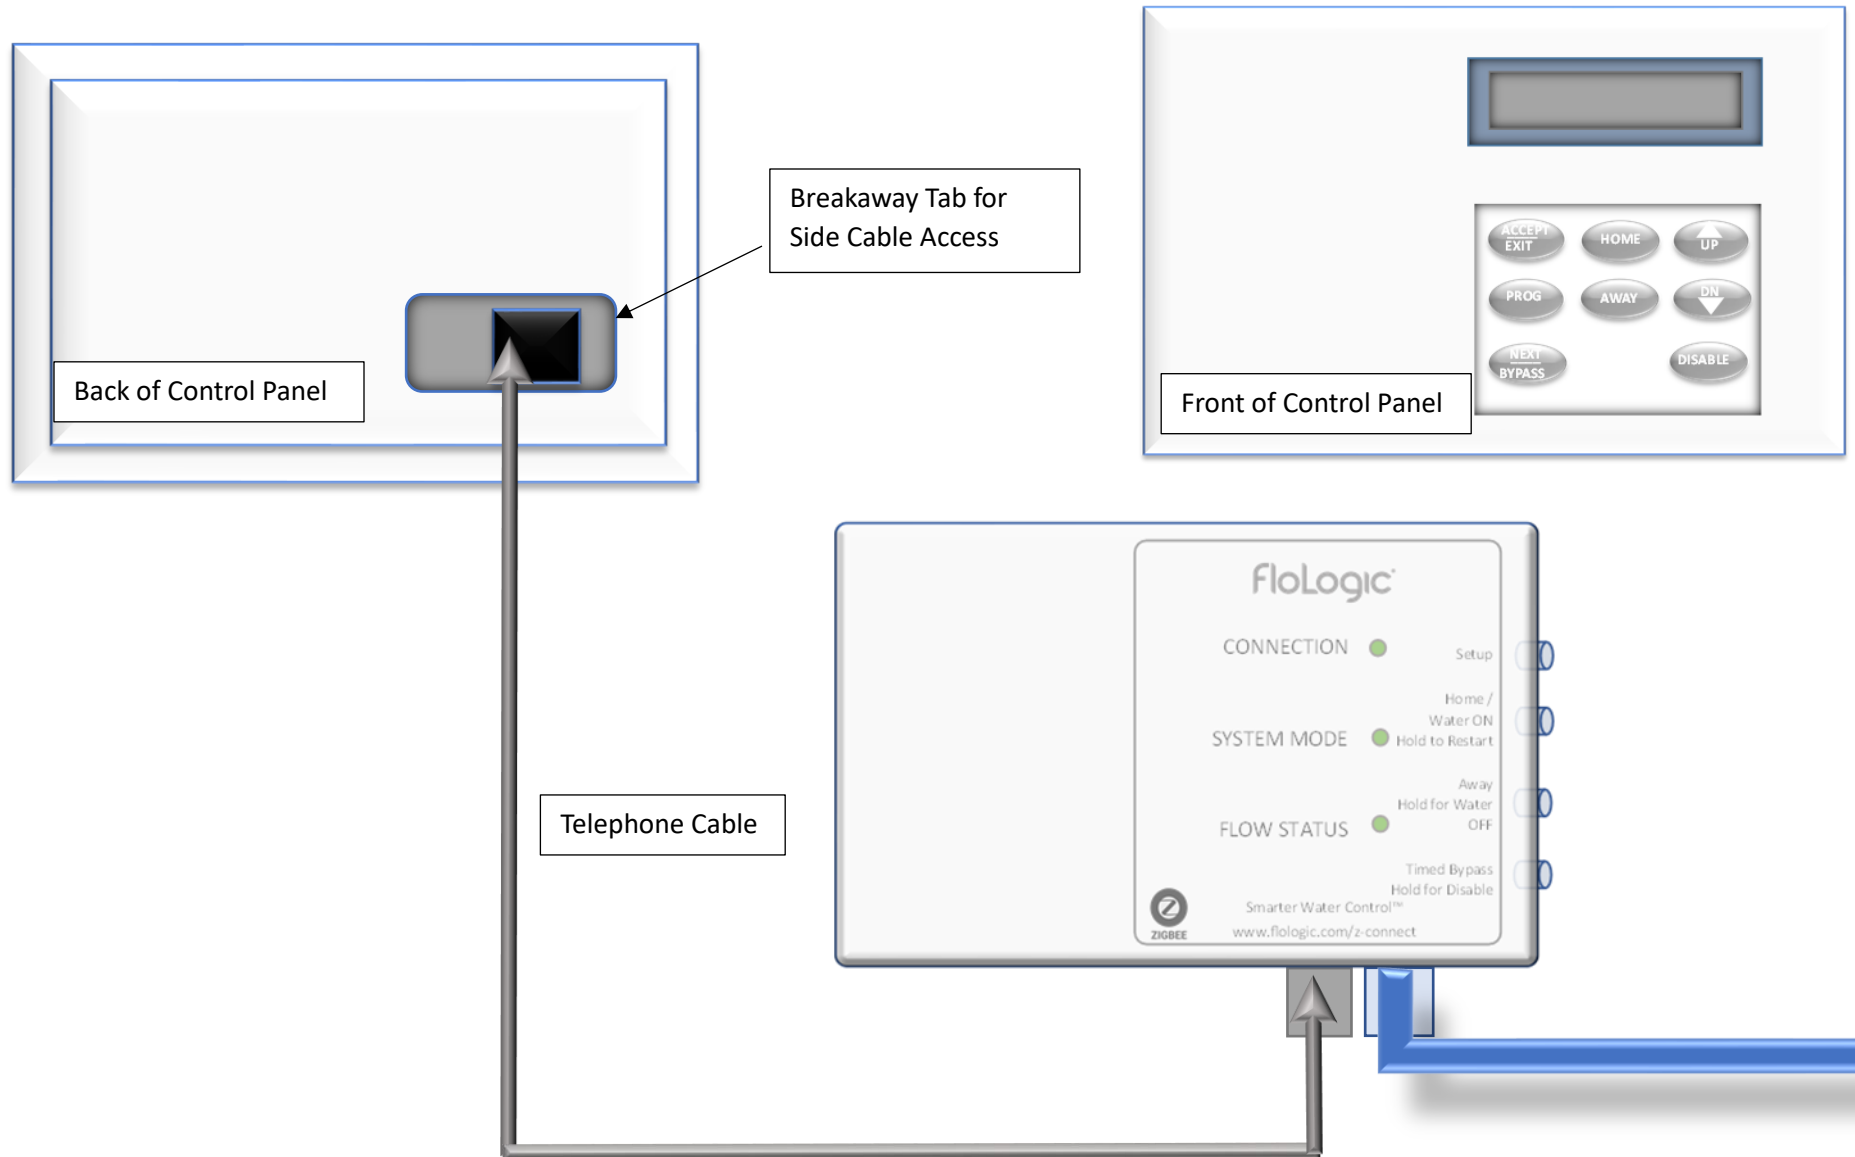 Breakaway Tab for
Side Cable Access
Back of Control Panel
ACCEPT
EXIT
HOME
UP
PROG
AWAY
DN
NEXT
BYPASS
DISABLE
Front of Control Panel
FloLogic
CONNECTION
Setup
Home /
Water ON
SYSTEM MODE
Hold to Restart
Away
Hold for Water
OFF
FLOW STATUS
Timed Bypass
Hold for Disable
Z
ZIGBEE
Smarter Water Control™
www.flologic.com/z-connect
Telephone Cable